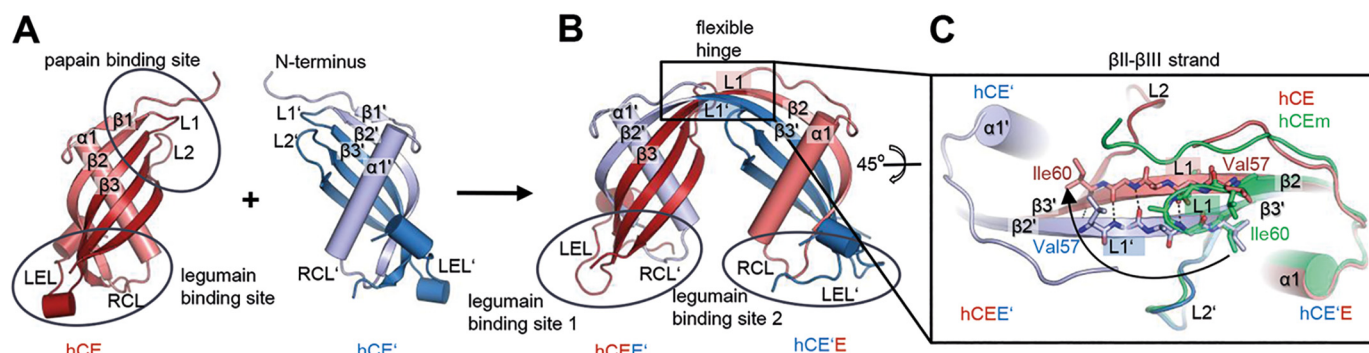 A
papain binding site
β1
α1
L1
L2
β2
β3
LEL
RCL
legumain
binding site
hCE
+
N-terminus
L1‘
β1'
L2‘
β2'
β3'
α1'
RCL‘
LEL‘
hCE‘
B
flexible
hinge
L1
α1'
L1‘
β2
β2'
β3'
α1
β3
LEL
RCL‘
RCL
LEL‘
legumain
binding site 1
legumain
binding site 2
hCEE‘
hCE‘E
45°
C
βII-βIII strand
hCE‘
L2
hCE
hCEm
α1'
Ile60
L1
Val57
β2
β3'
L1
β3'
β2'
Val57
L1‘
Ile60
α1
L2‘
hCEE‘
hCE‘E